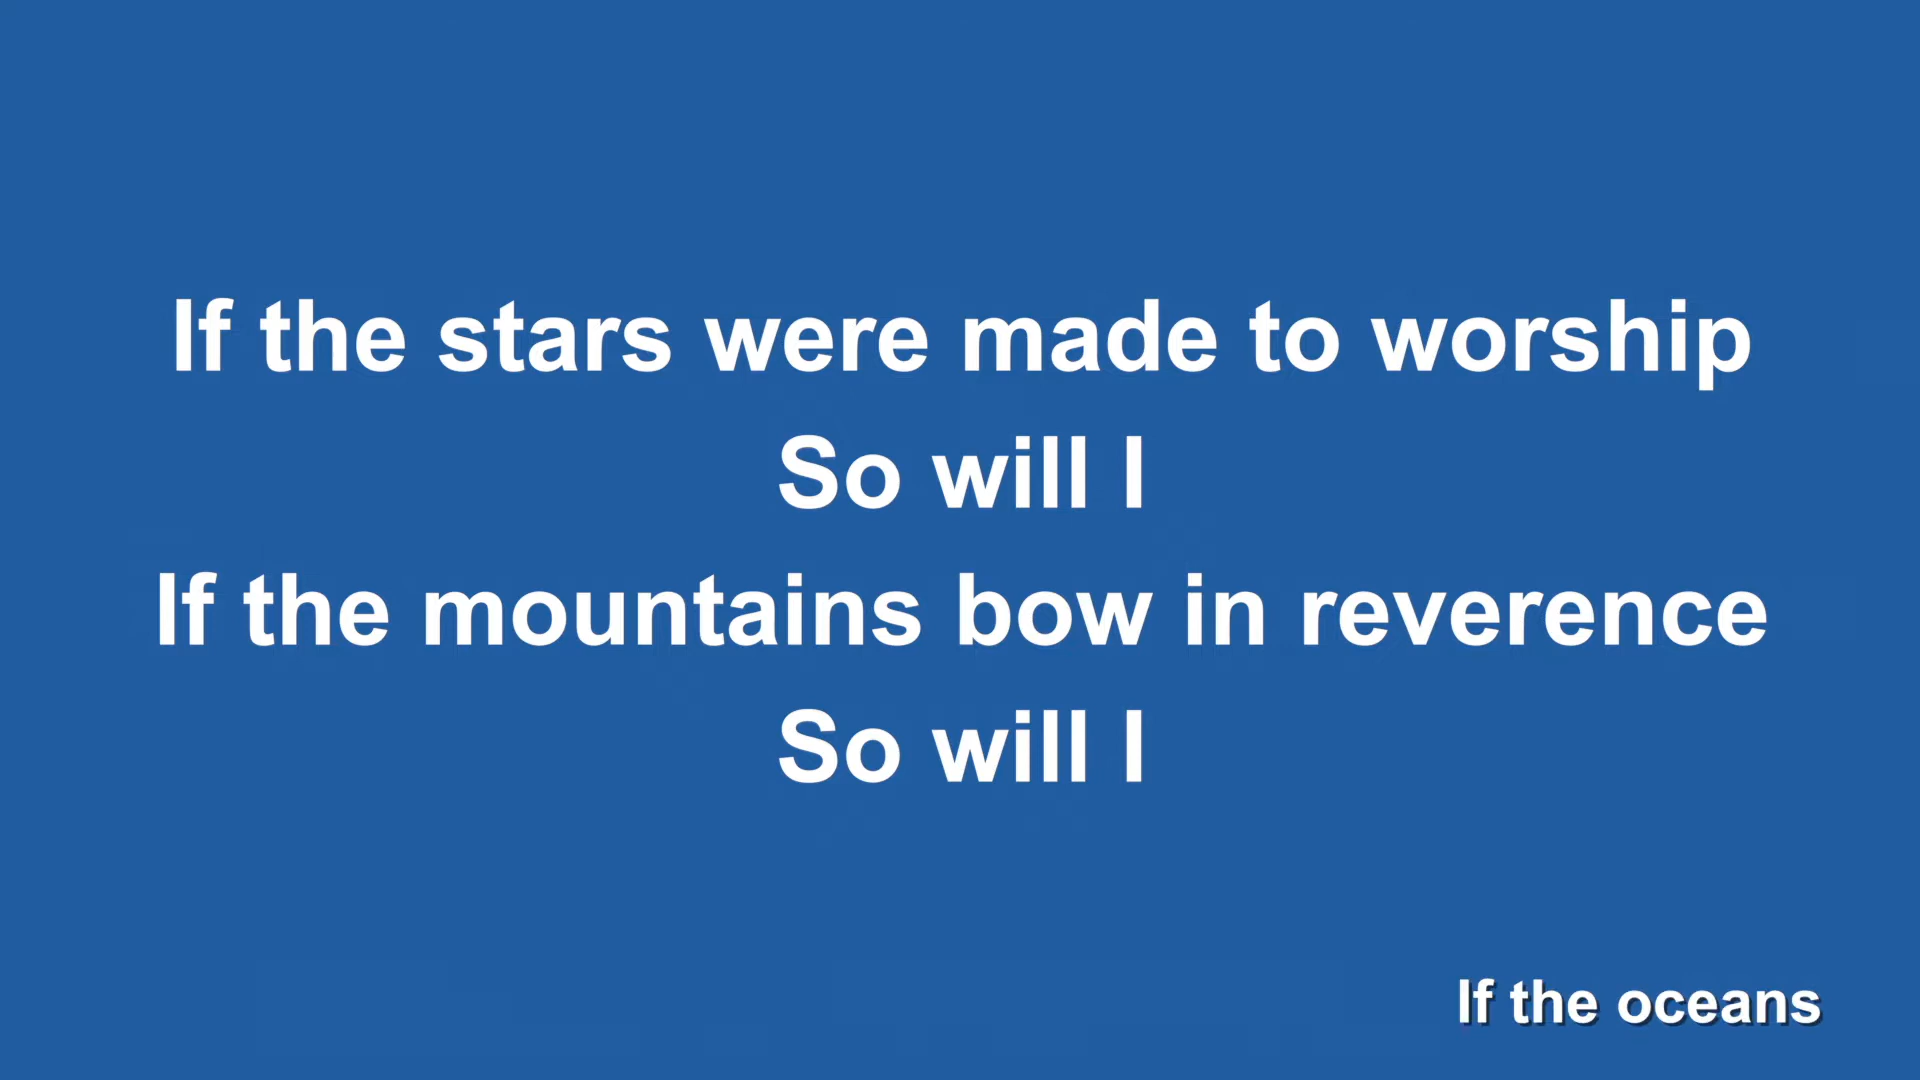 If the stars were made to worship
So will I
If the mountains bow in reverence
So will I
If the oceans